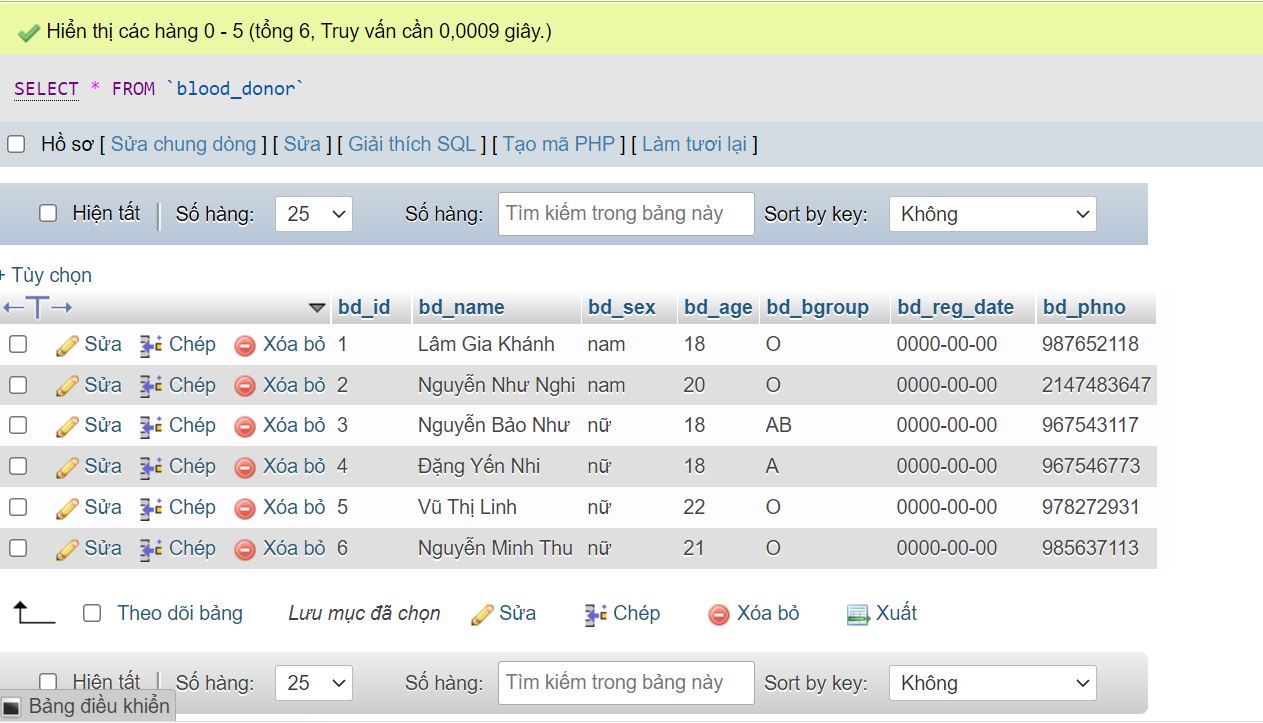 Hiển thị các hàng 0 - 5 (tổng 6, Truy vấn cần 0,0009 giây.)
SELECT * FROM `blood_donor`
Hồ sơ [ Sửa chung dòng ] [ Sửa ] [ Giải thích SQL ] [ Tạo mã PHP ] [ Làm tươi lại ]
Hiện tất | Số hàng: 25 Số hàng: Tìm kiếm trong bảng này Sort by key: Không
+ Tùy chọn
←T→ bd_id bd_name bd_sex bd_age bd_bgroup bd_reg_date bd_phno
Sửa Chép Xóa bỏ 1 Lâm Gia Khánh nam 18 O 0000-00-00 987652118
Sửa Chép Xóa bỏ 2 Nguyễn Như Nghi nam 20 O 0000-00-00 2147483647
Sửa Chép Xóa bỏ 3 Nguyễn Bảo Như nữ 18 AB 0000-00-00 967543117
Sửa Chép Xóa bỏ 4 Đặng Yến Nhi nữ 18 A 0000-00-00 967546773
Sửa Chép Xóa bỏ 5 Vũ Thị Linh nữ 22 O 0000-00-00 978272931
Sửa Chép Xóa bỏ 6 Nguyễn Minh Thu nữ 21 O 0000-00-00 985637113
Theo dõi bảng Lưu mục đã chọn Sửa Chép Xóa bỏ Xuất
Hiện tất | Số hàng: 25 Số hàng: Tìm kiếm trong bảng này Sort by key: Không
Bảng điều khiển